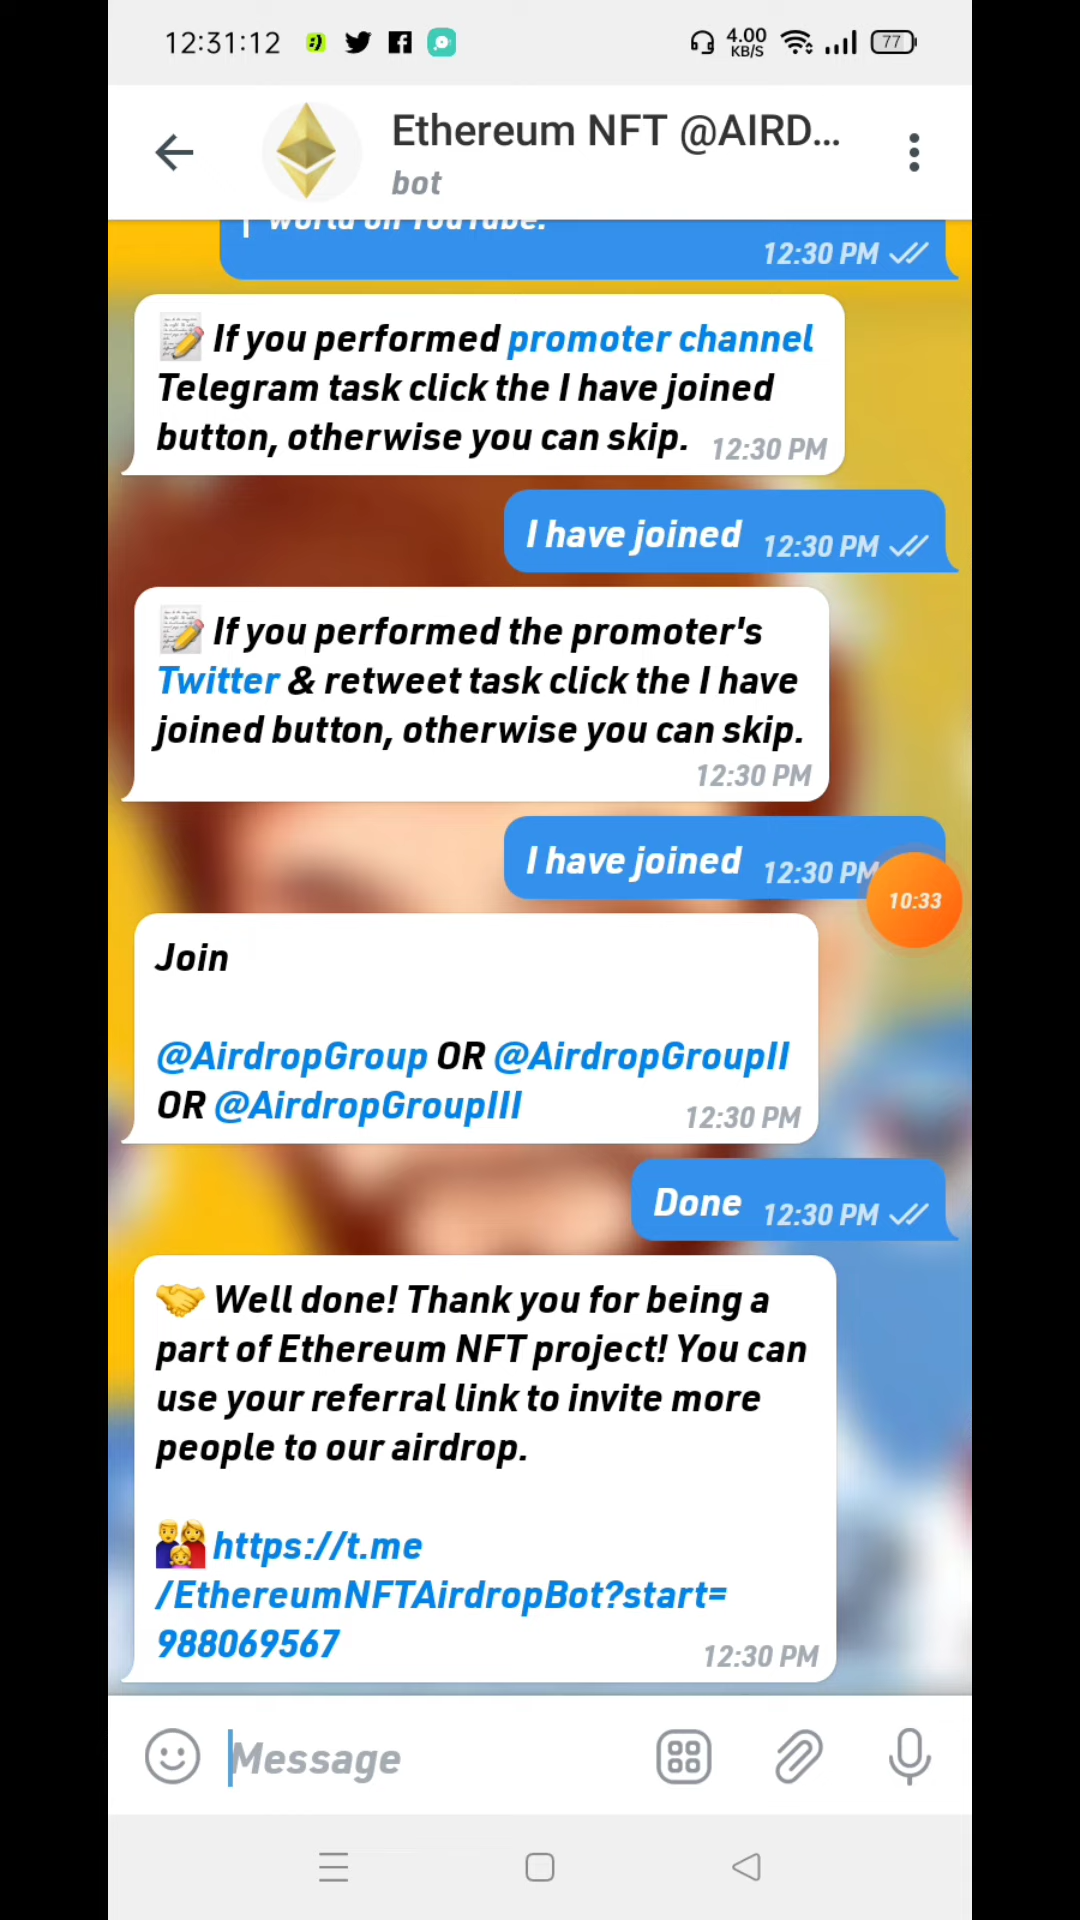 12:31:12 4.00 KB/S 77
Ethereum NFT @AIRD...
bot
world on YouTube.
12:30 PM
If you performed promoter channel
Telegram task click the I have joined
button, otherwise you can skip. 12:30 PM
I have joined 12:30 PM
If you performed the promoter's
Twitter & retweet task click the I have
joined button, otherwise you can skip.
12:30 PM
I have joined 12:30 PM
10:33
Join
@AirdropGroup OR @AirdropGroupII
OR @AirdropGroupIII 12:30 PM
Done 12:30 PM
Well done! Thank you for being a
part of Ethereum NFT project! You can
use your referral link to invite more
people to our airdrop.
https://t.me
/EthereumNFTAirdropBot?start=
988069567 12:30 PM
Message